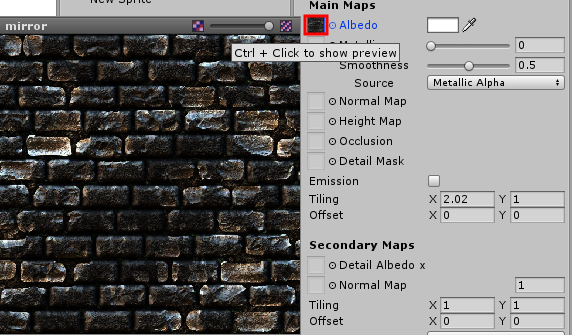 New Sprite
mirror
Main Maps
Albedo
Ctrl + Click to show preview
0
Smoothness 0.5
Source Metallic Alpha
Normal Map
Height Map
Occlusion
Detail Mask
Emission
Tiling X 2.02 Y 1
Offset X 0 Y 0
Secondary Maps
Detail Albedo x
Normal Map 1
Tiling X 1 Y 1
Offset X 0 Y 0